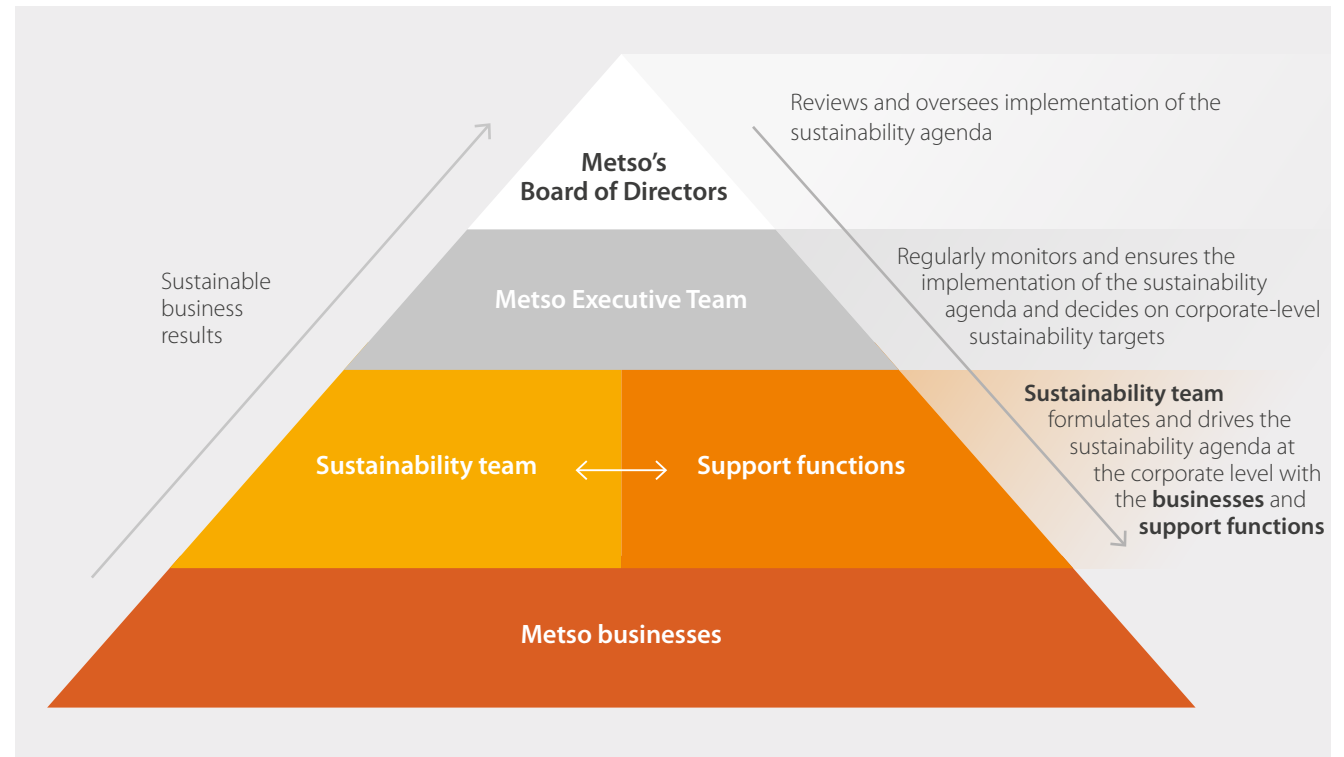 Reviews and oversees implementation of the
sustainability agenda
Metso’s
Board of Directors
Regularly monitors and ensures the
implementation of the sustainability
agenda and decides on corporate-level
sustainability targets
Sustainable
business
results
Metso Executive Team
Sustainability team
formulates and drives the
sustainability agenda at
the corporate level with
the businesses and
support functions
Sustainability team
Support functions
Metso businesses